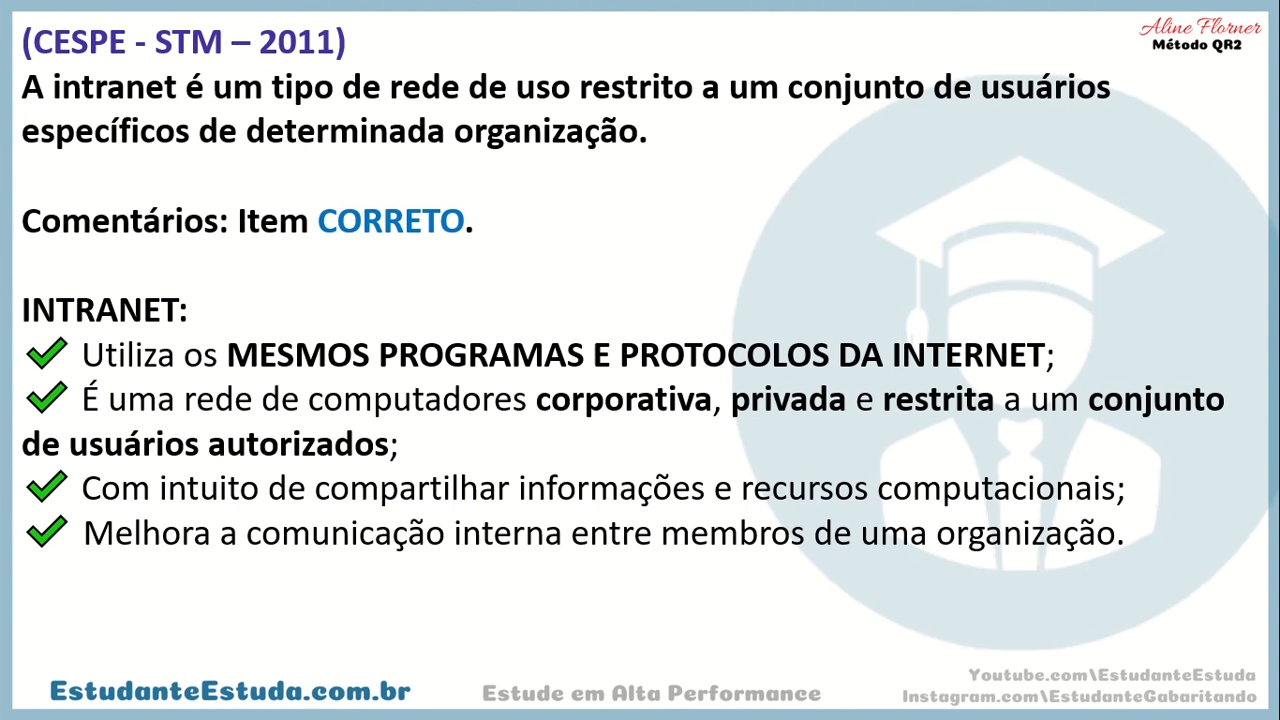 Aline Florner
Método QR2
(CESPE - STM – 2011)
A intranet é um tipo de rede de uso restrito a um conjunto de usuários
específicos de determinada organização.
Comentários: Item CORRETO.
INTRANET:
Utiliza os MESMOS PROGRAMAS E PROTOCOLOS DA INTERNET;
É uma rede de computadores corporativa, privada e restrita a um conjunto
de usuários autorizados;
Com intuito de compartilhar informações e recursos computacionais;
Melhora a comunicação interna entre membros de uma organização.
EstudanteEstuda.com.br
Estude em Alta Performance
Youtube.com\EstudanteEstuda
Instagram.com\EstudanteGabaritando